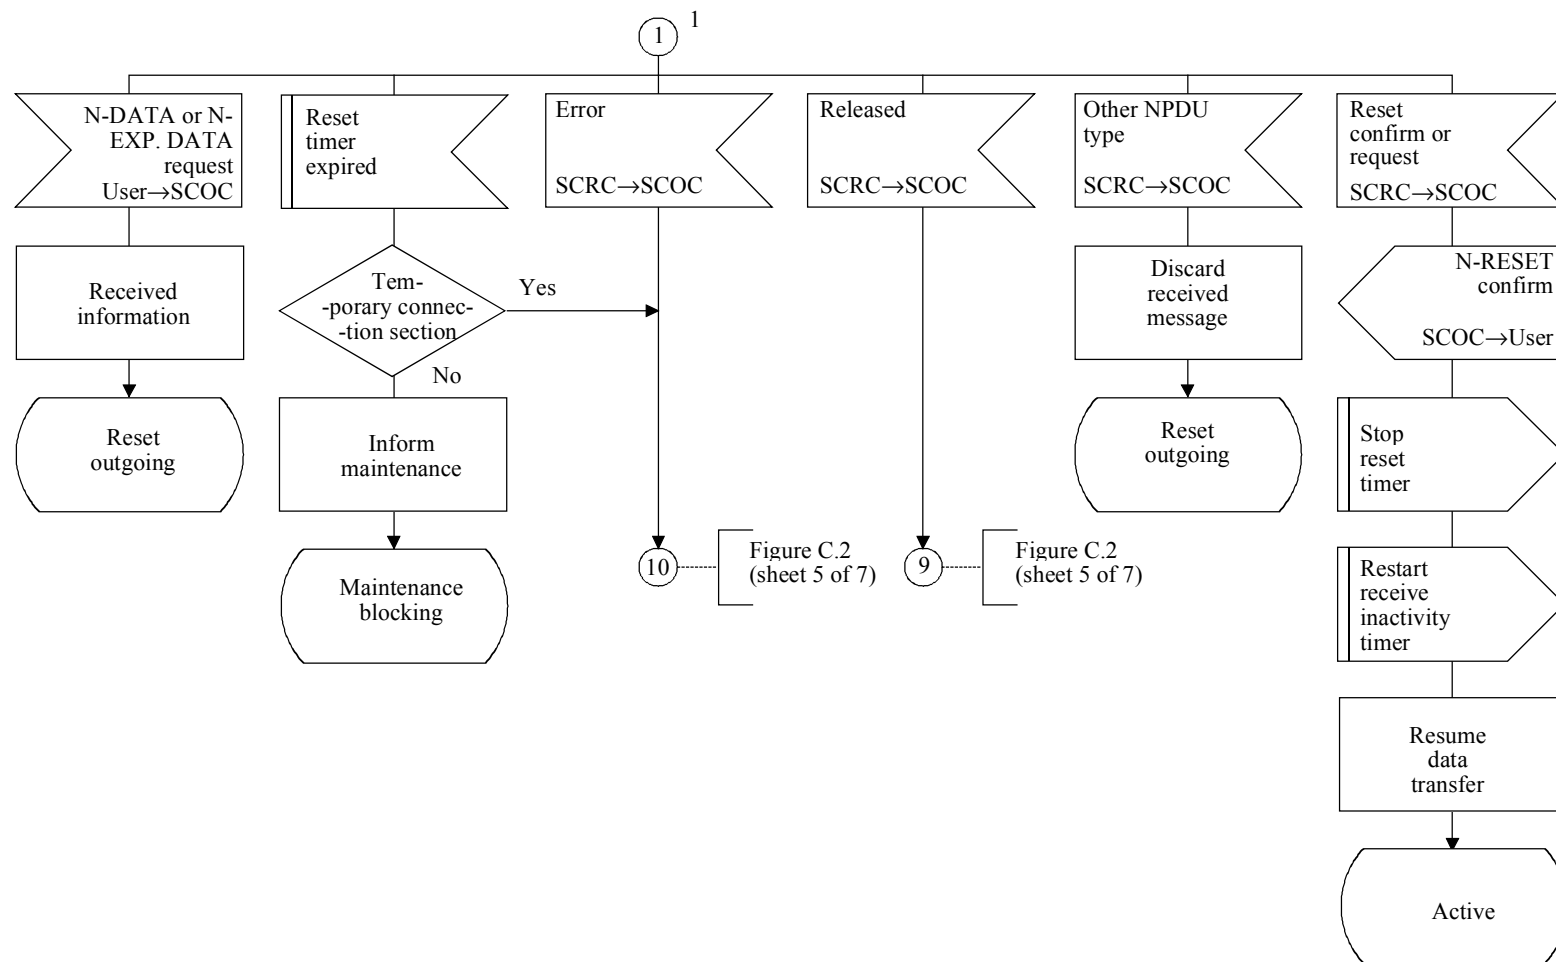 1
1
N-DATA or N-
EXP. DATA
request
User→SCOC
Reset
timer
expired
Error
SCRC→SCOC
Released
SCRC→SCOC
Other NPDU
type
SCRC→SCOC
Reset
confirm or
request
SCRC→SCOC
Received
information
Tem-
-porary connec-
-tion section
Yes
No
Discard
received
message
N-RESET
confirm
SCOC→User
Reset
outgoing
Inform
maintenance
Reset
outgoing
Stop
reset
timer
Maintenance
blocking
10
Figure C.2
(sheet 5 of 7)
9
Figure C.2
(sheet 5 of 7)
Restart
receive
inactivity
timer
Resume
data
transfer
Active